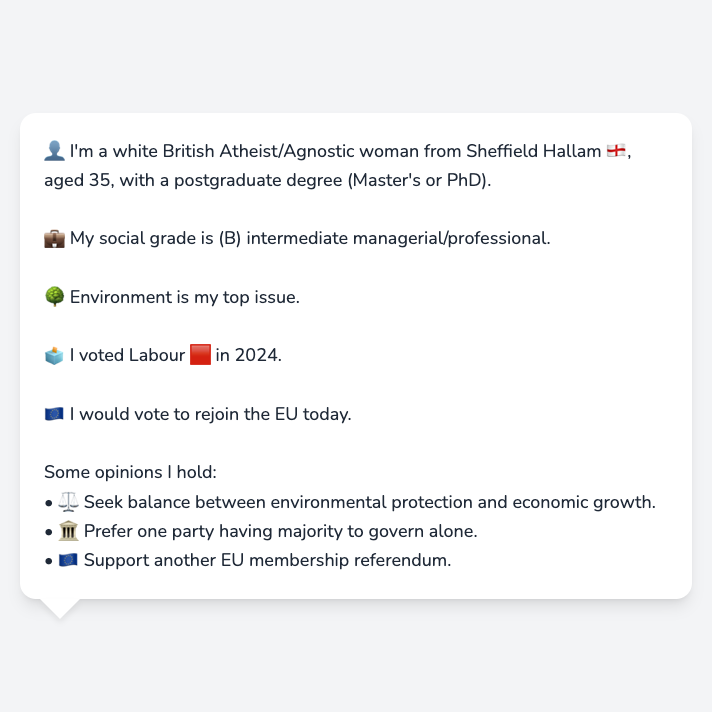 👤 I'm a white British Atheist/Agnostic woman from Sheffield Hallam 🏴󠁧󠁢󠁥󠁮󠁧󠁿,
aged 35, with a postgraduate degree (Master's or PhD).
💼 My social grade is (B) intermediate managerial/professional.
🌳 Environment is my top issue.
🗳️ I voted Labour 🟥 in 2024.
🇪🇺 I would vote to rejoin the EU today.
Some opinions I hold:
• ⚖️ Seek balance between environmental protection and economic growth.
• 🏛️ Prefer one party having majority to govern alone.
• 🇪🇺 Support another EU membership referendum.